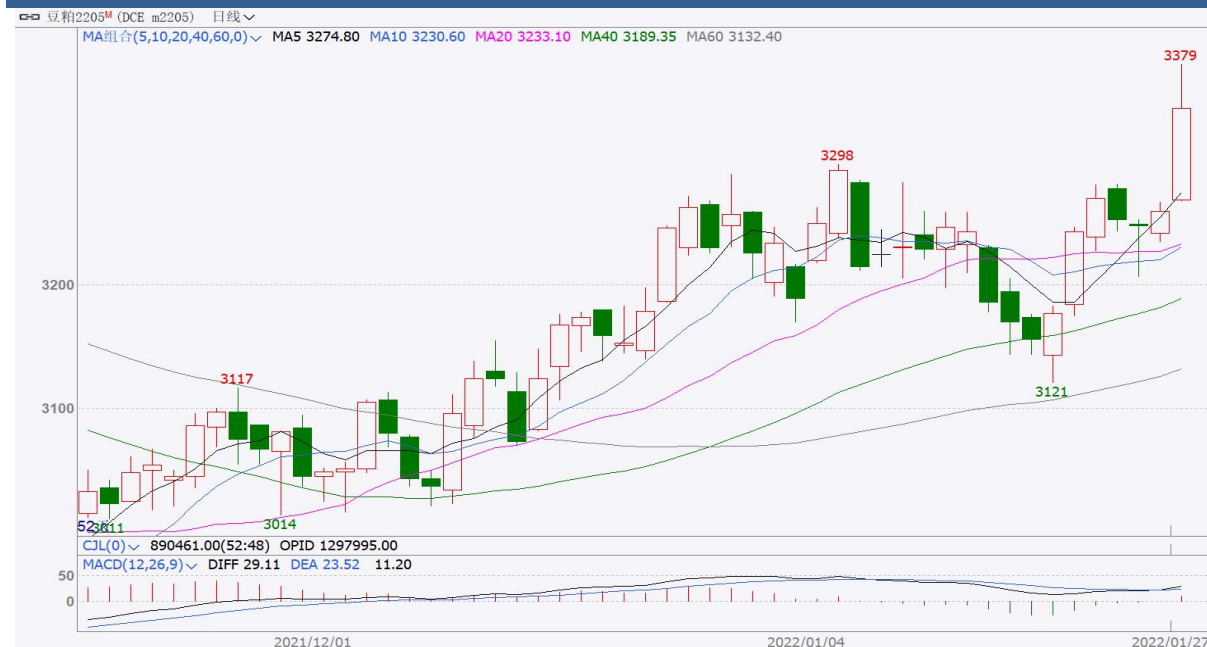 豆粕2205M (DCE m2205) 日线
MA组合(5,10,20,40,60,0) MA5 3274.80 MA10 3230.60 MA20 3233.10 MA40 3189.35 MA60 3132.40
3379
3298
3200
3121
3117
3100
3014
3011
CJL(0) 890461.00(52:48) OPID 1297995.00
MACD(12,26,9) DIFF 29.11 DEA 23.52 11.20
50
0
2021/12/01 2022/01/04 2022/01/27